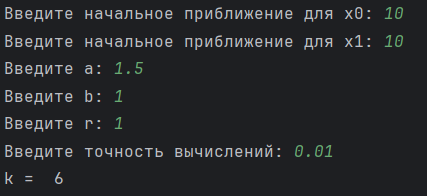 Введите начальное приближение для x0: 10
Введите начальное приближение для x1: 10
Введите a: 1.5
Введите b: 1
Введите r: 1
Введите точность вычислений: 0.01
k =  6